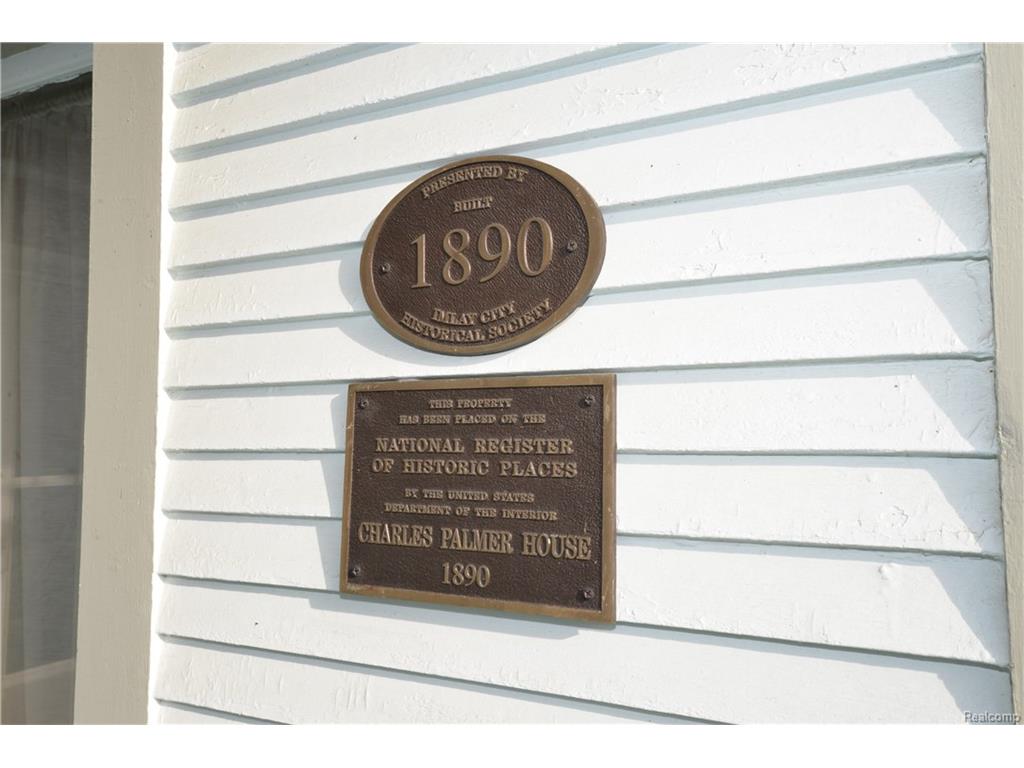 PRESENTED BY
BUILT
1890
IMLAY CITY
HISTORICAL SOCIETY
THIS PROPERTY
HAS BEEN PLACED ON THE
NATIONAL REGISTER
OF HISTORIC PLACES
BY THE UNITED STATES
DEPARTMENT OF THE INTERIOR
CHARLES PALMER HOUSE
1890
Realcomp